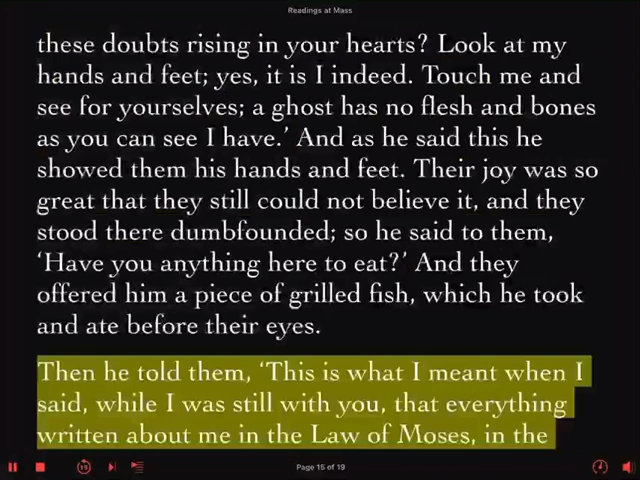 Readings at Mass
these doubts rising in your hearts? Look at my
hands and feet; yes, it is I indeed. Touch me and
see for yourselves; a ghost has no flesh and bones
as you can see I have.’ And as he said this he
showed them his hands and feet. Their joy was so
great that they still could not believe it, and they
stood there dumbfounded; so he said to them,
‘Have you anything here to eat?’ And they
offered him a piece of grilled fish, which he took
and ate before their eyes.
Then he told them, ‘This is what I meant when I
said, while I was still with you, that everything
written about me in the Law of Moses, in the
15
Page 15 of 19